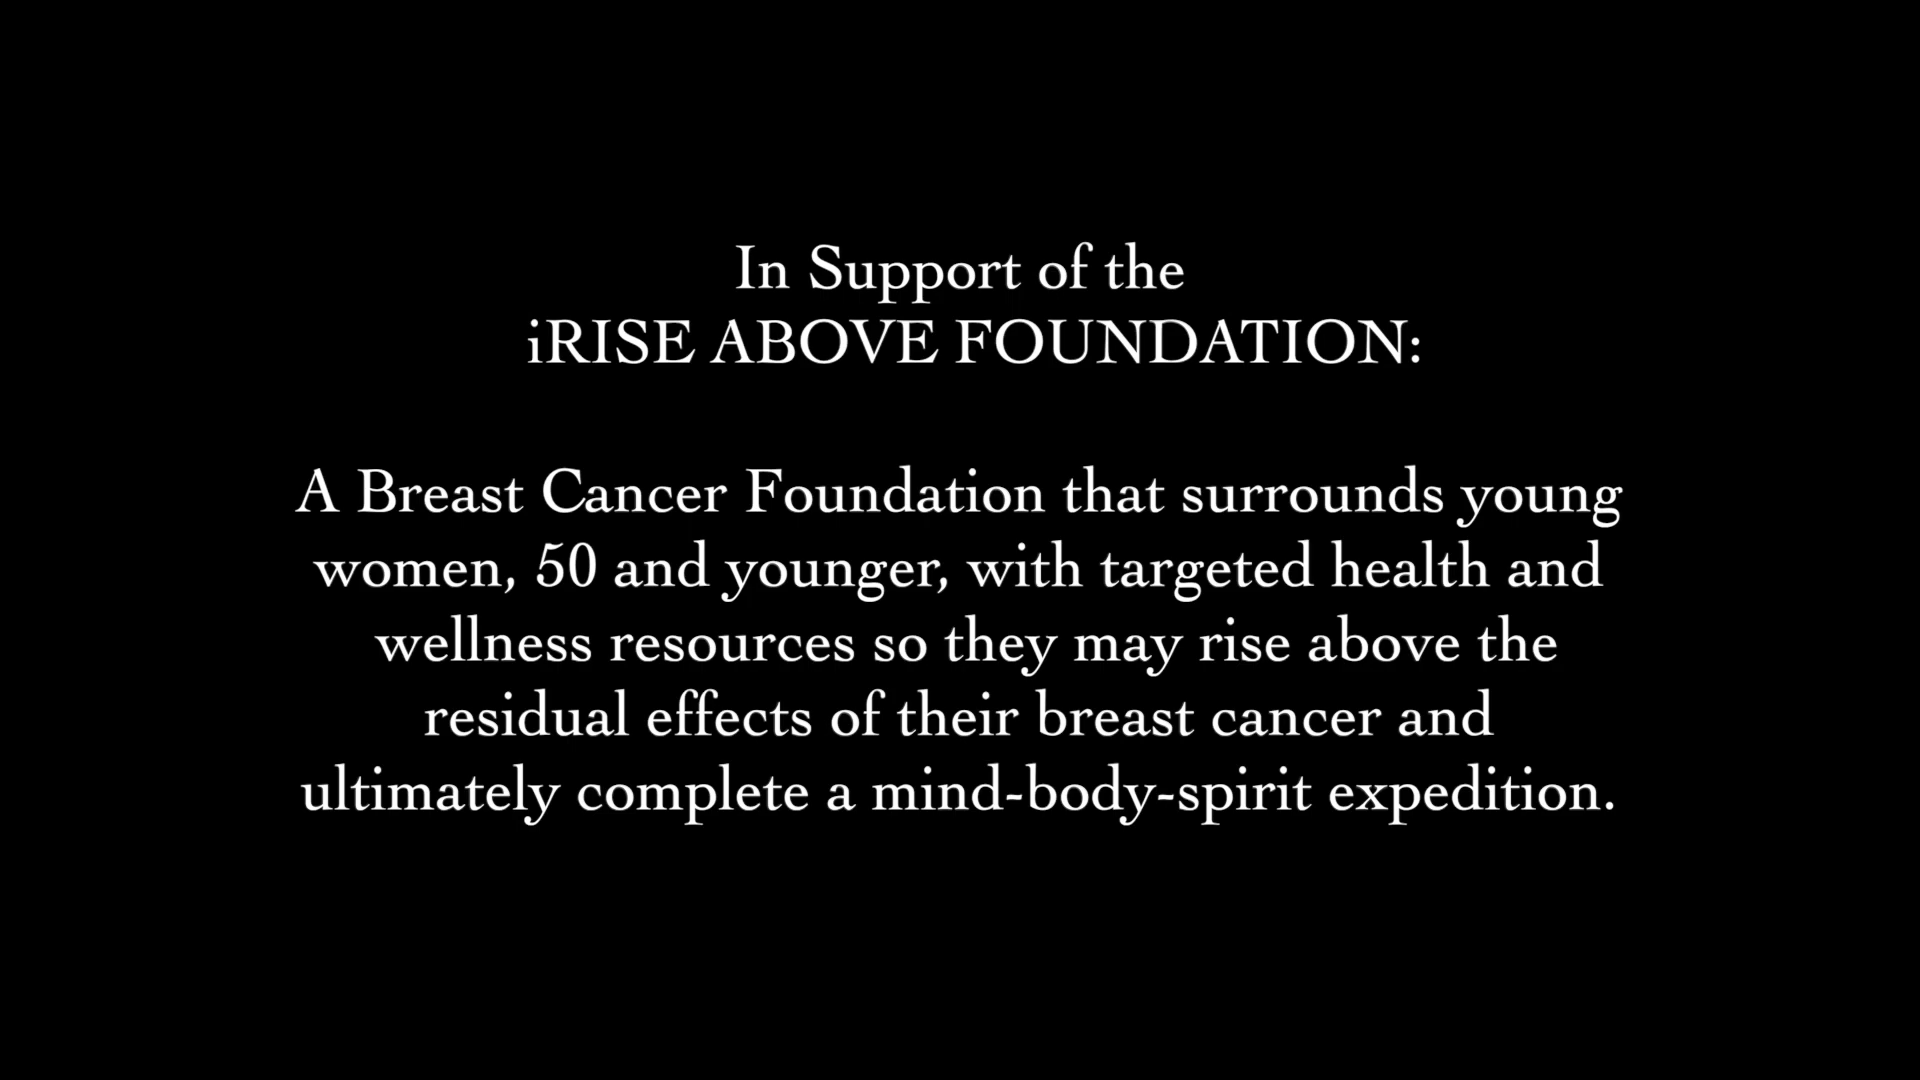 In Support of the
iRISE ABOVE FOUNDATION:
A Breast Cancer Foundation that surrounds young
women, 50 and younger, with targeted health and
wellness resources so they may rise above the
residual effects of their breast cancer and
ultimately complete a mind-body-spirit expedition.